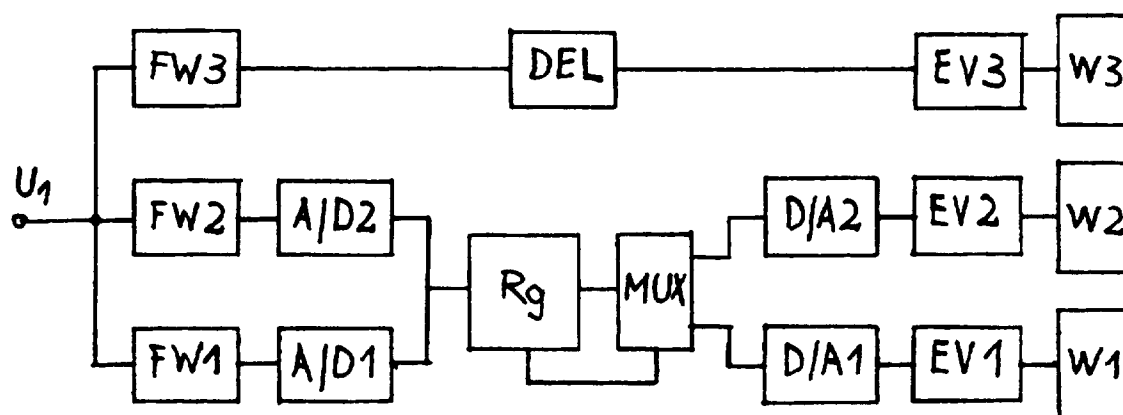 FW3 DEL EV3 W3
U1
FW2 A/D2 D/A2 EV2 W2
Rg MUX
FW1 A/D1 D/A1 EV1 W1